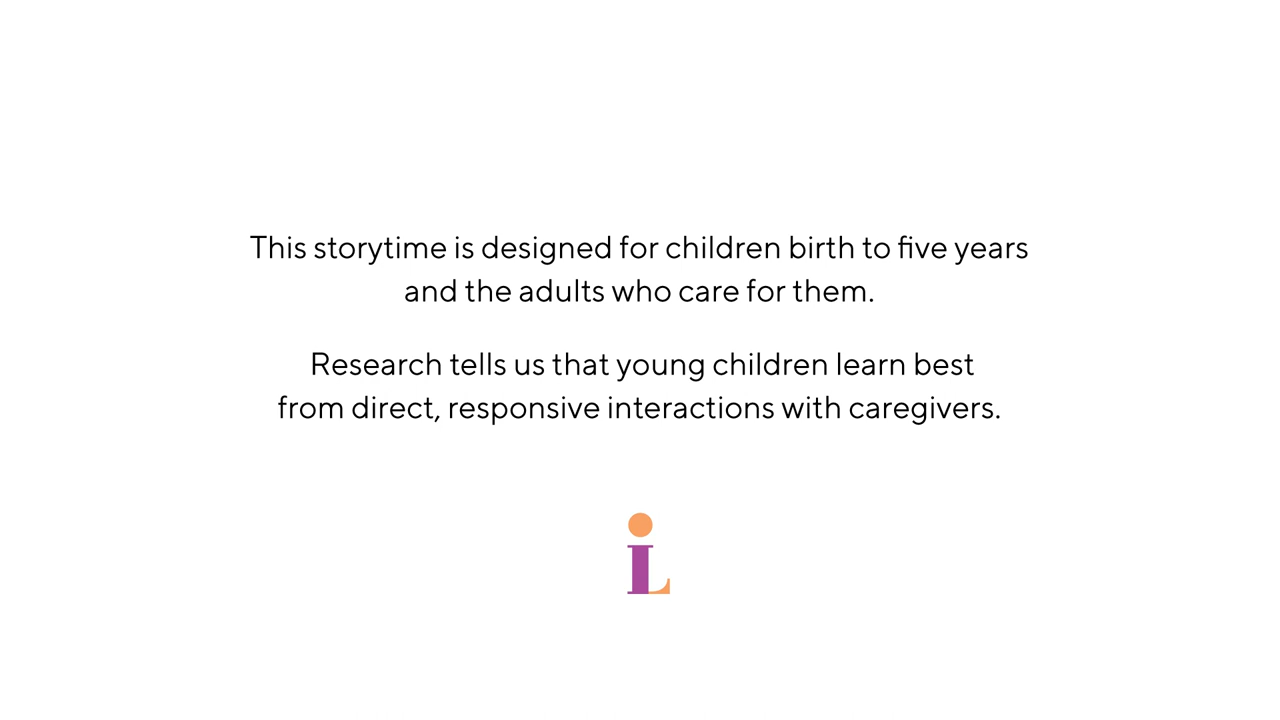 This storytime is designed for children birth to five years
and the adults who care for them.
Research tells us that young children learn best
from direct, responsive interactions with caregivers.
iL